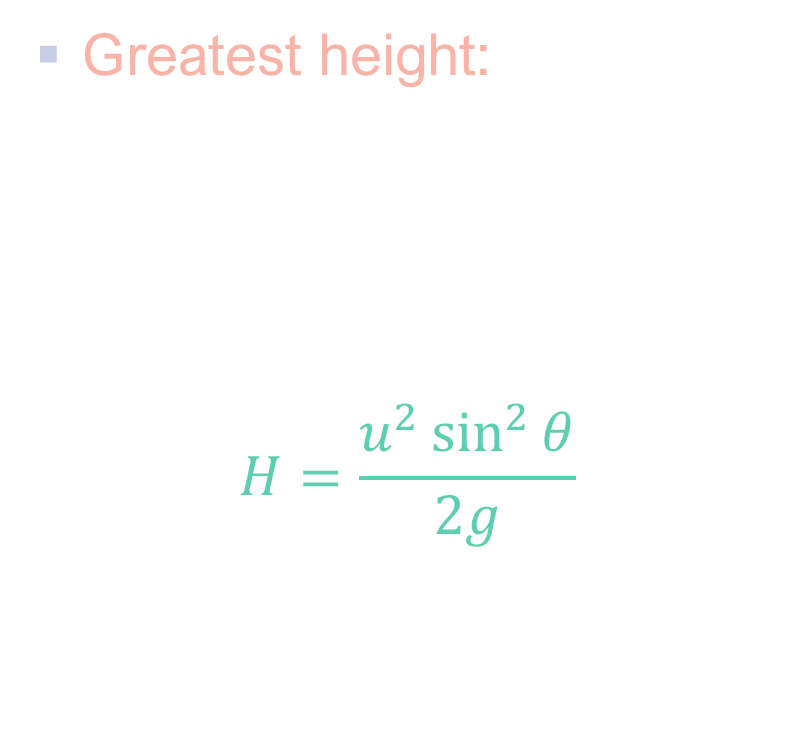 ▪ Greatest height:
H = u² sin² θ / 2g